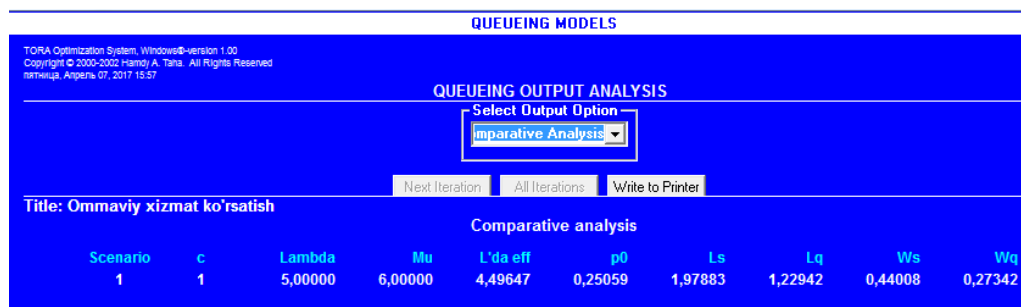 QUEUEING MODELS
TORA Optimization System, Windows®-version 1.00
Copyright © 2000-2002 Hamdy A. Taha. All Rights Reserved
пятница, Апрель 07, 2017 15:57
QUEUEING OUTPUT ANALYSIS
Select Output Option
omparative Analysis
Next Iteration All Iterations Write to Printer
Title: Ommaviy xizmat ko'rsatish
Comparative analysis
Scenario c Lambda Mu L'da eff p0 Ls Lq Ws Wq
1 1 5,00000 6,00000 4,49647 0,25059 1,97883 1,22942 0,44008 0,27342